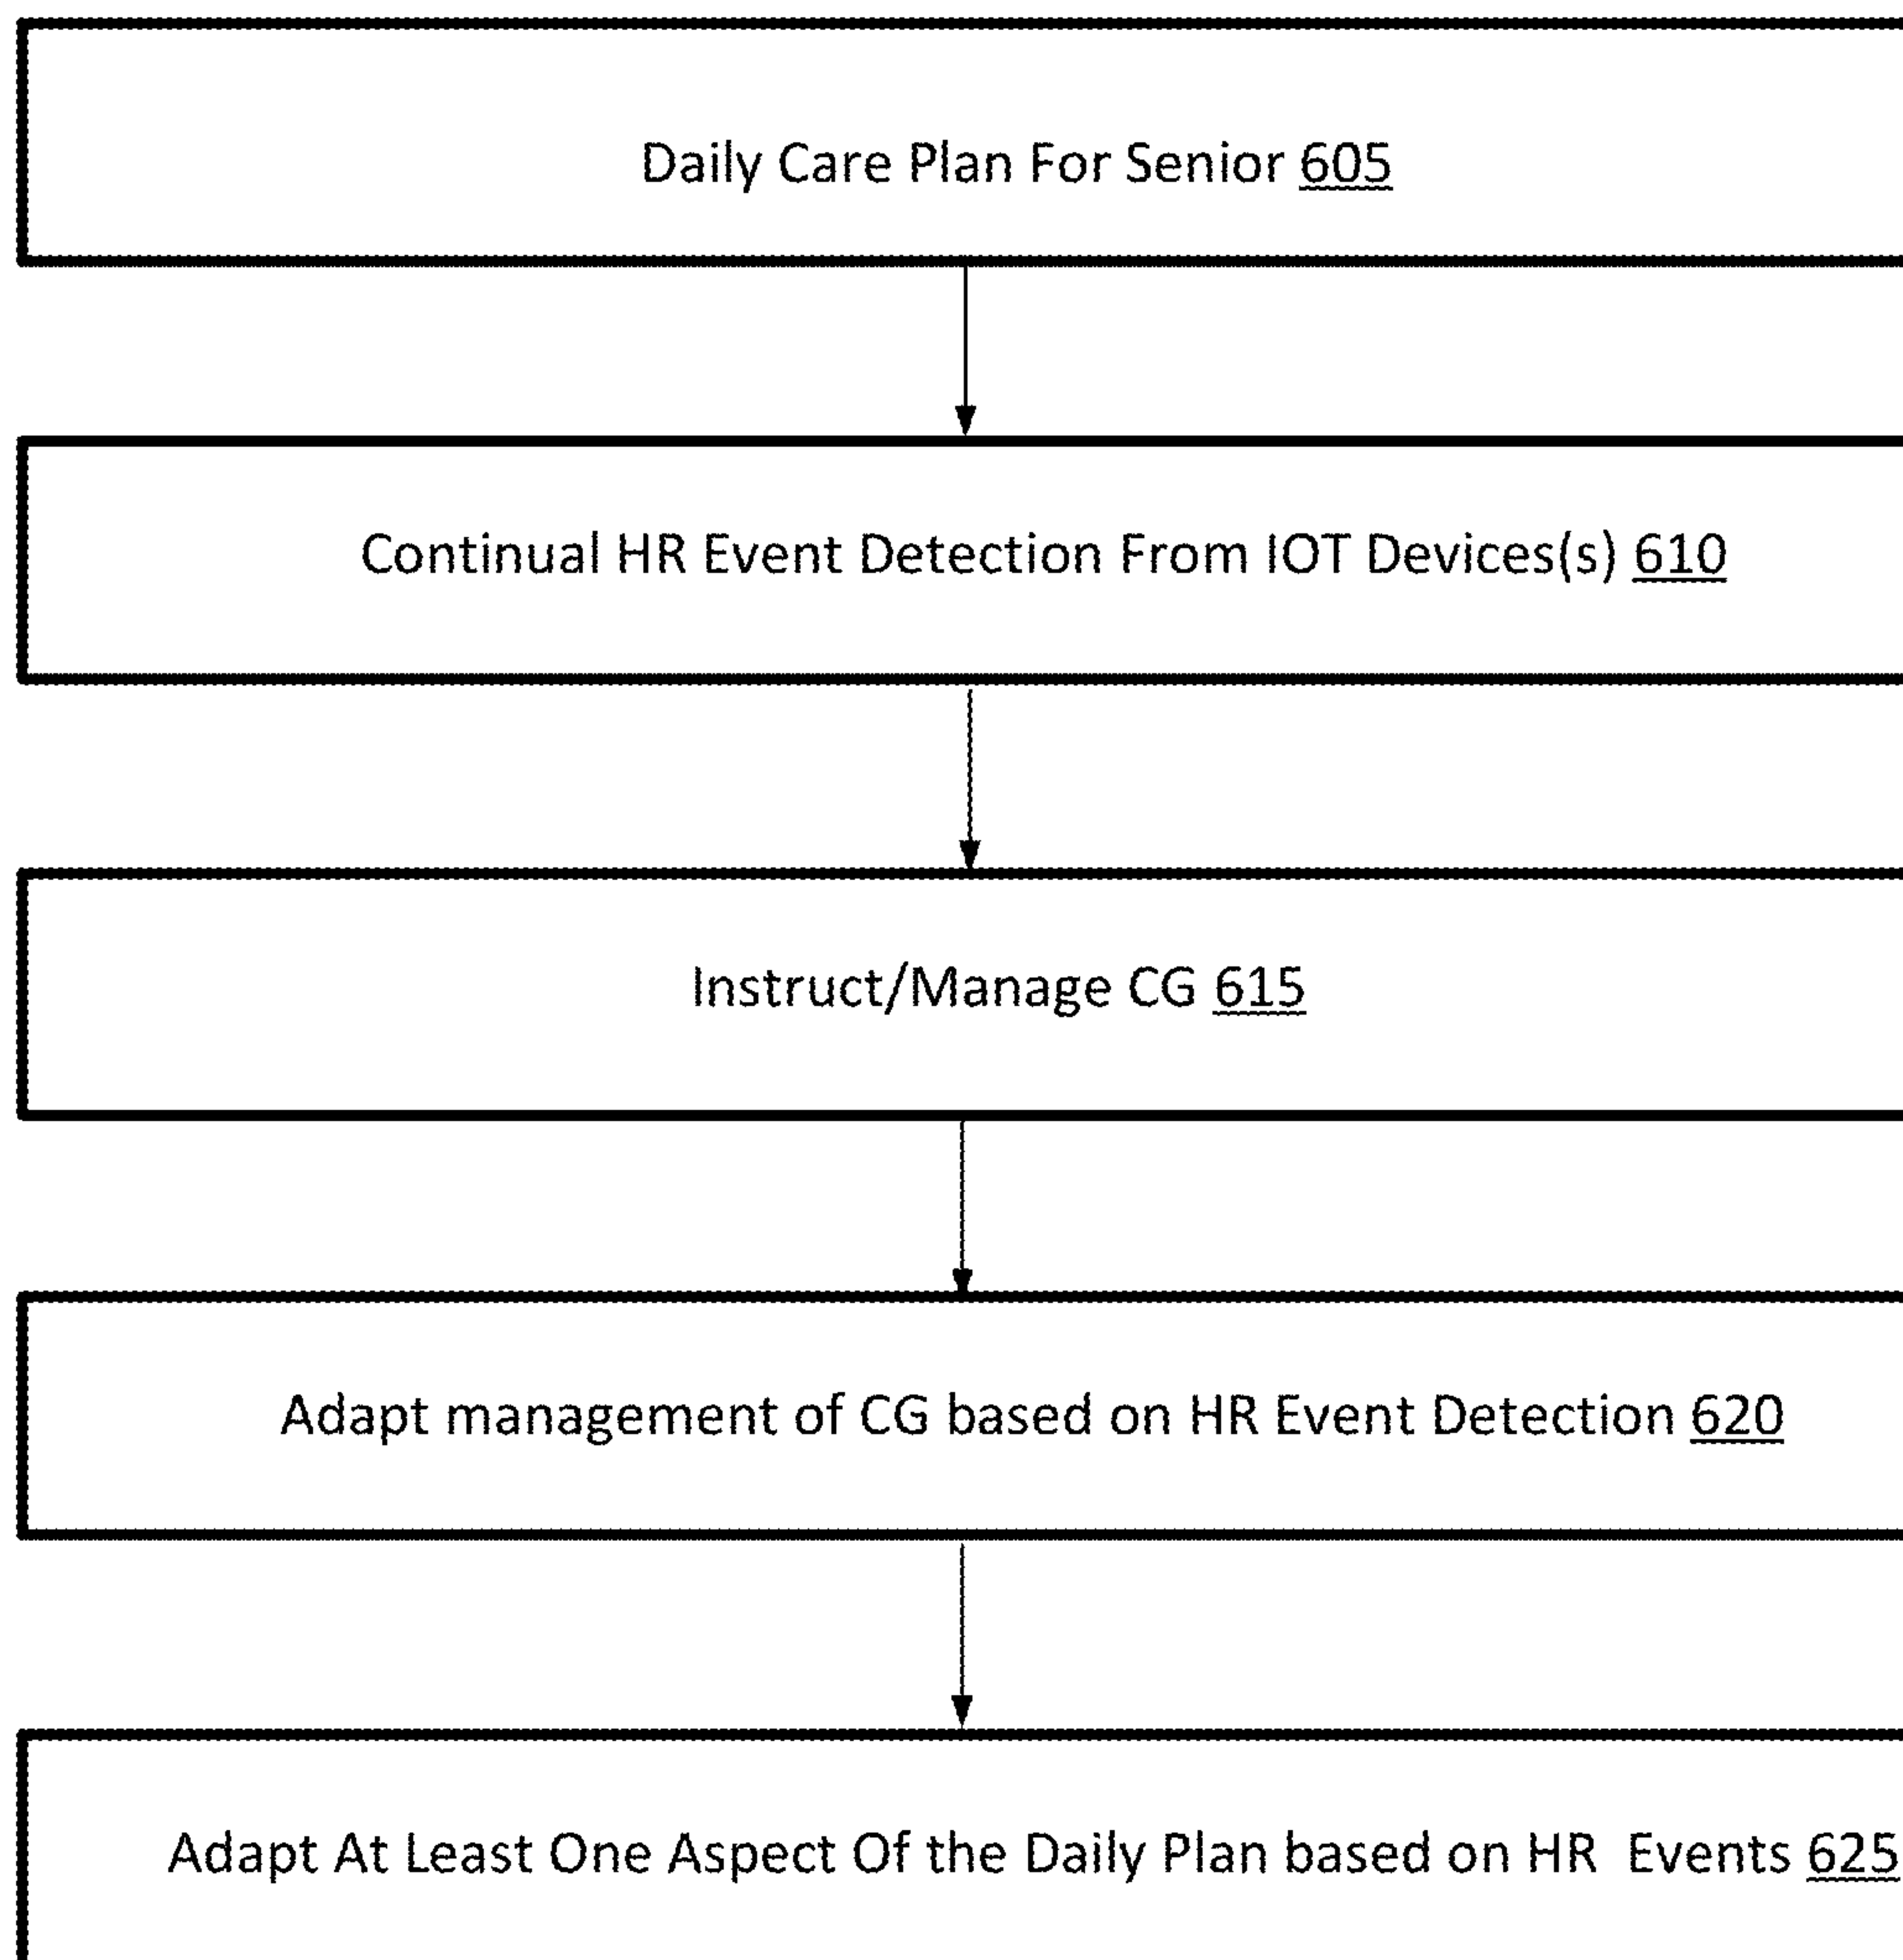 Daily Care Plan For Senior 605
Continual HR Event Detection From IOT Devices(s) 610
Instruct/Manage CG 615
Adapt management of CG based on HR Event Detection 620
Adapt At Least One Aspect Of the Daily Plan based on HR  Events 625